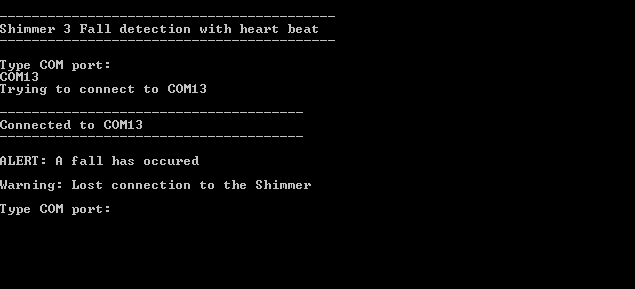 ------------------------------------------
Shimmer 3 Fall detection with heart beat
------------------------------------------
Type COM port:
COM13
Trying to connect to COM13
--------------------------------------
Connected to COM13
--------------------------------------
ALERT: A fall has occured
Warning: Lost connection to the Shimmer
Type COM port: